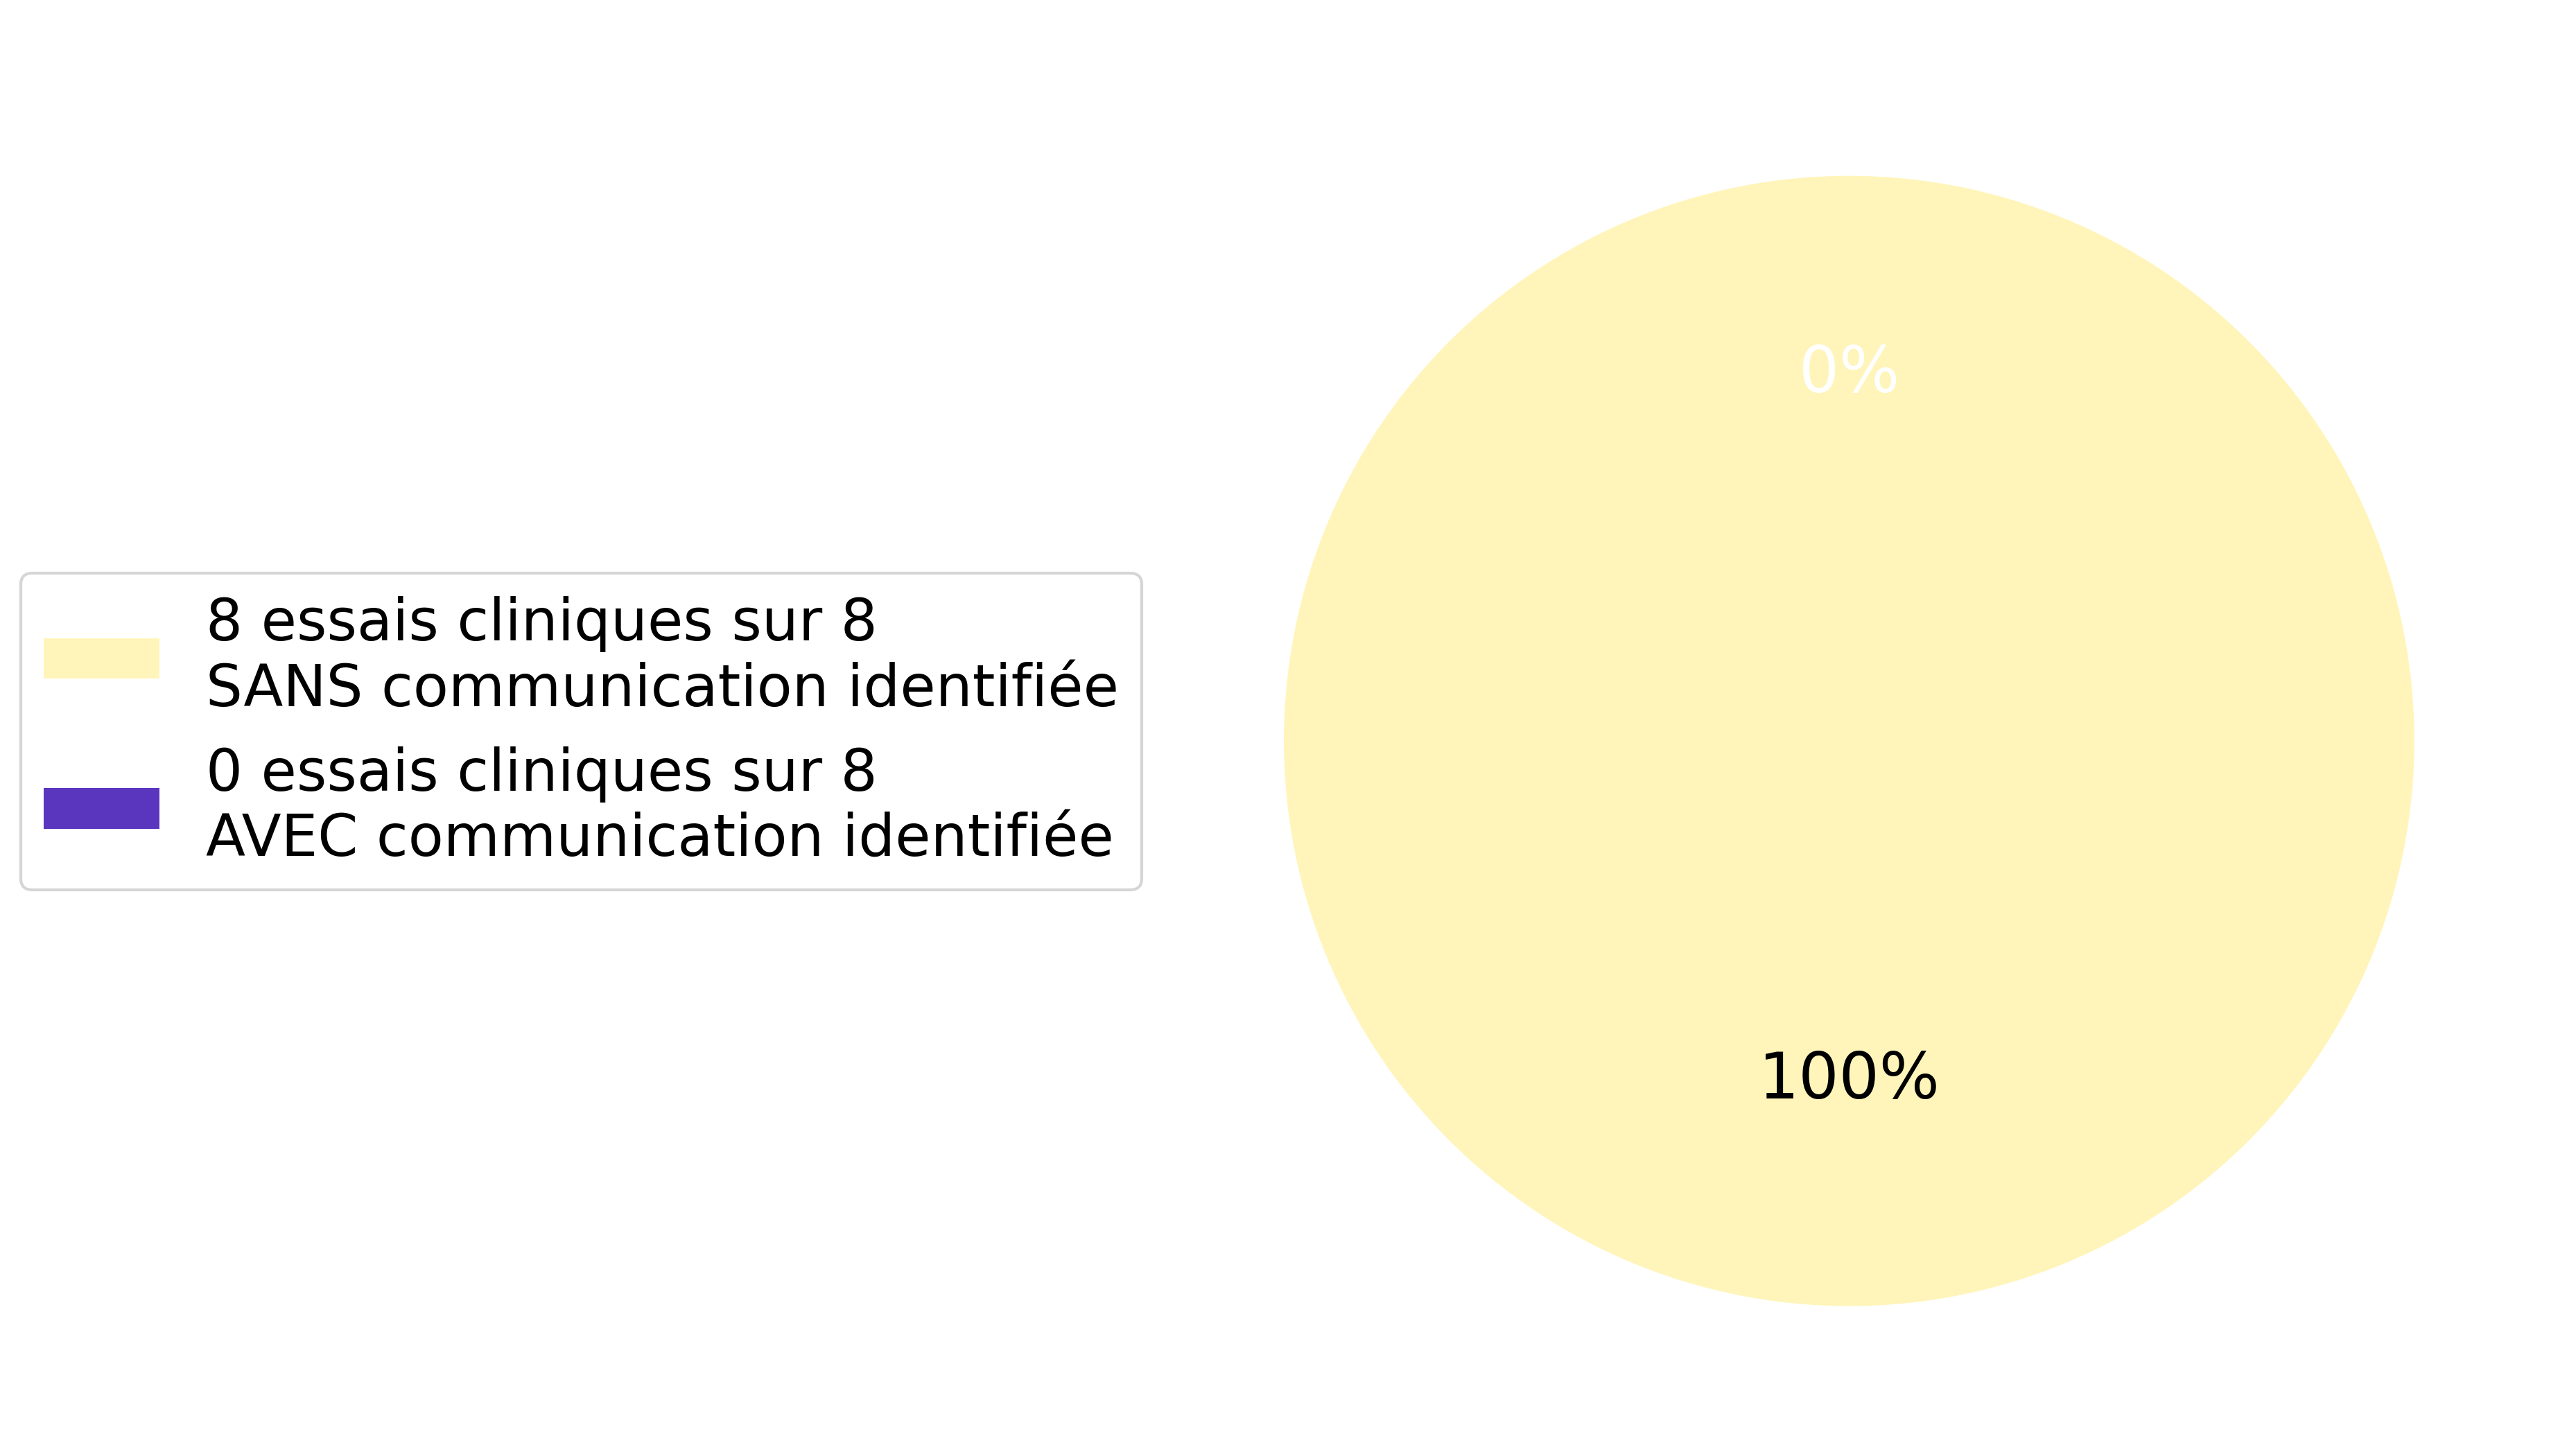 8 essais cliniques sur 8
SANS communication identifiée
0 essais cliniques sur 8
AVEC communication identifiée
0%
100%